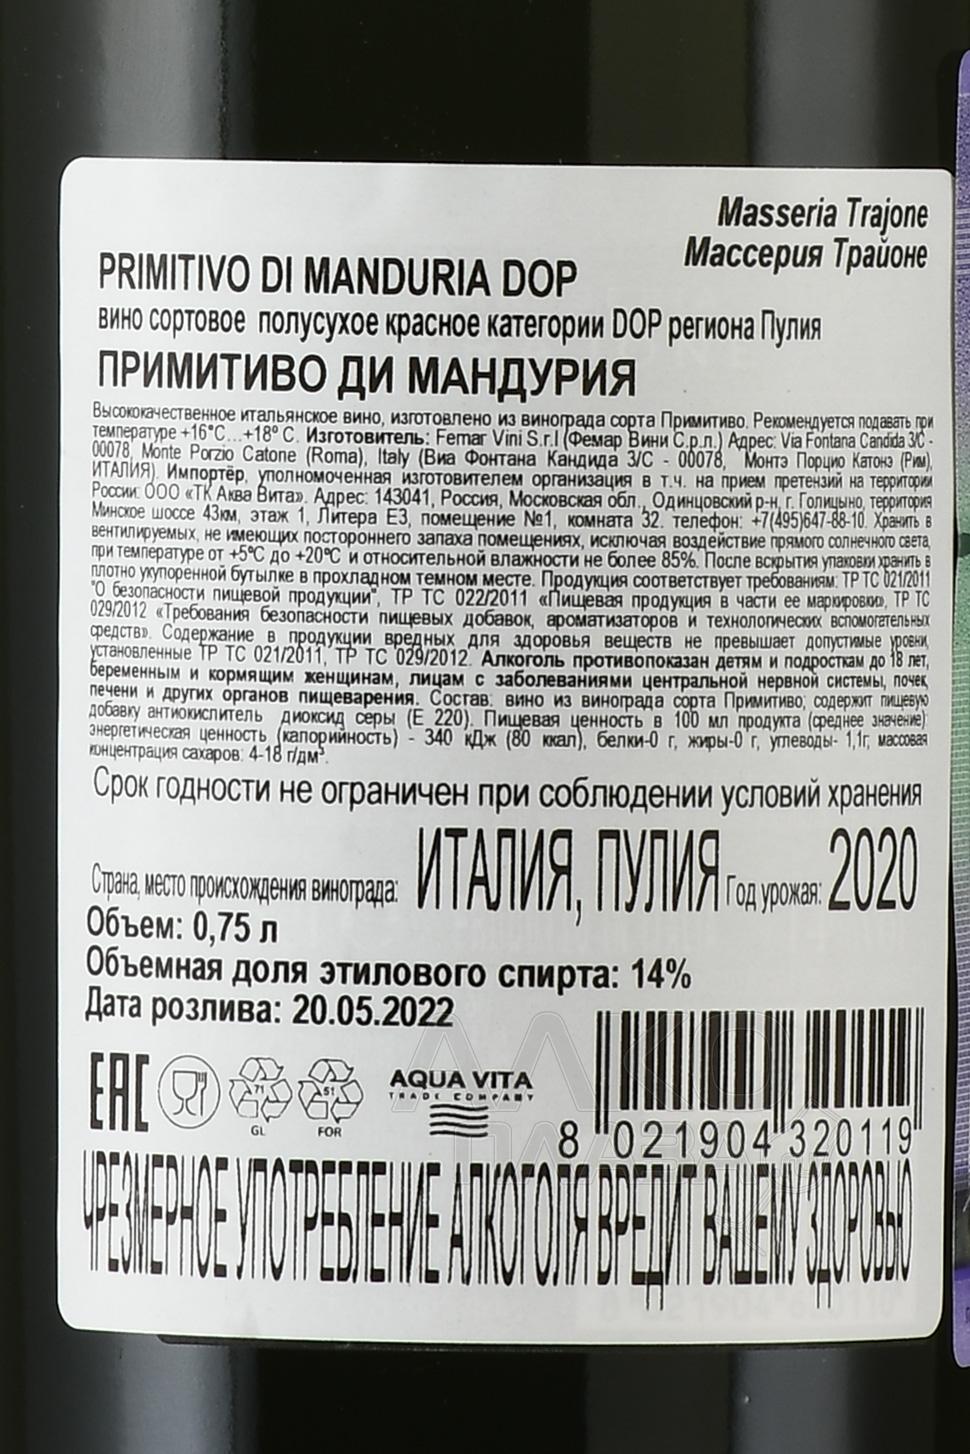 Masseria Trajone
Массерия Трайоне
PRIMITIVO DI MANDURIA DOP
вино сортовое полусухое красное категории DOP региона Пулия
ПРИМИТИВО ДИ МАНДУРИЯ
Высококачественное итальянское вино, изготовлено из винограда сорта Примитиво. Рекомендуется подавать при
температуре +16°C...+18° C. Изготовитель: Femar Vini S.r.l (Фемар Вини С.р.л.) Адрес: Via Fontana Candida 3/C -
00078, Monte Porzio Catone (Roma), Italy (Виа Фонтана Кандида 3/С - 00078, Монтэ Порцио Катонэ (Рим),
ИТАЛИЯ). Импортёр, уполномоченная изготовителем организация в т.ч. на прием претензий на территории
России: ООО «ТК Аква Вита». Адрес: 143041, Россия, Московская обл., Одинцовский р-н, г. Голицыно, территория
Минское шоссе 43км, этаж 1, Литера Е3, помещение №1, комната 32. телефон: +7(495)647-88-10. Хранить в
вентилируемых, не имеющих постороннего запаха помещениях, исключая воздействие прямого солнечного света,
при температуре от +5°C до +20°C и относительной влажности не более 85%. После вскрытия упаковки хранить в
плотно укупоренной бутылке в прохладном темном месте. Продукция соответствует требованиям: ТР ТС 021/2011
"О безопасности пищевой продукции", ТР ТС 022/2011 «Пищевая продукция в части ее маркировки», ТР ТС
029/2012 «Требования безопасности пищевых добавок, ароматизаторов и технологических вспомогательных
средств». Содержание в продукции вредных для здоровья веществ не превышает допустимые уровни,
установленные ТР ТС 021/2011, ТР ТС 029/2012. Алкоголь противопоказан детям и подросткам до 18 лет,
беременным и кормящим женщинам, лицам с заболеваниями центральной нервной системы, почек,
печени и других органов пищеварения. Состав: вино из винограда сорта Примитиво; содержит пищевую
добавку антиокислитель диоксид серы (Е 220). Пищевая ценность в 100 мл продукта (среднее значение):
энергетическая ценность (калорийность) - 340 кДж (80 ккал), белки-0 г, жиры-0 г, углеводы- 1,1г, массовая
концентрация сахаров: 4-18 г/дм³.
Срок годности не ограничен при соблюдении условий хранения
Страна, место происхождения винограда: ИТАЛИЯ, ПУЛИЯ Год урожая: 2020
Объем: 0,75 л
Объемная доля этилового спирта: 14%
Дата розлива: 20.05.2022
EAC
71
GL
51
FOR
AQUA VITA
TRADE COMPANY
8 021904 320119
ЧРЕЗМЕРНОЕ УПОТРЕБЛЕНИЕ АЛКОГОЛЯ ВРЕДИТ ВАШЕМУ ЗДОРОВЬЮ